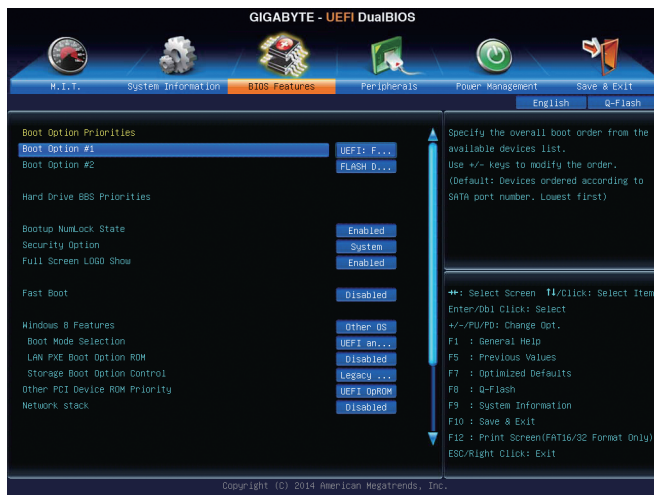 GIGABYTE - UEFI DualBIOS
M.I.T. System Information BIOS Features Peripherals Power Management Save & Exit
English Q-Flash
Boot Option Priorities
Boot Option #1 UEFI: F...
Boot Option #2 FLASH D...
Hard Drive BBS Priorities
Bootup NumLock State Enabled
Security Option System
Full Screen LOGO Show Enabled
Fast Boot Disabled
Windows 8 Features Other OS
Boot Mode Selection UEFI an...
LAN PXE Boot Option ROM Disabled
Storage Boot Option Control Legacy ...
Other PCI Device ROM Priority UEFI OpROM
Network stack Disabled
Specify the overall boot order from the
available devices list.
Use +/- keys to modify the order.
(Default: Devices ordered according to
SATA port number. Lowest first)
↔: Select Screen ↑↓/Click: Select Item
Enter/Dbl Click: Select
+/-/PU/PD: Change Opt.
F1 : General Help
F5 : Previous Values
F7 : Optimized Defaults
F8 : Q-Flash
F9 : System Information
F10 : Save & Exit
F12 : Print Screen(FAT16/32 Format Only)
ESC/Right Click: Exit
Copyright (C) 2014 American Megatrends, Inc.